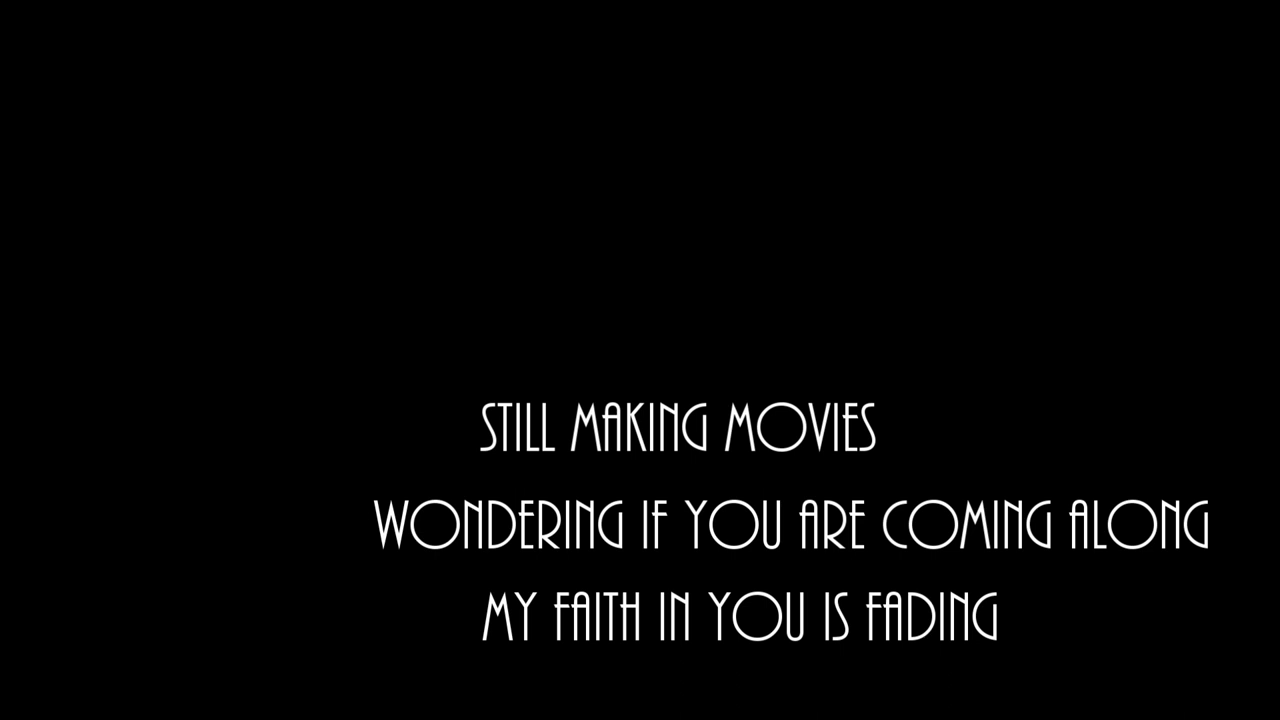 STILL MAKING MOVIES
WONDERING IF YOU ARE COMING ALONG
MY FAITH IN YOU IS FADING